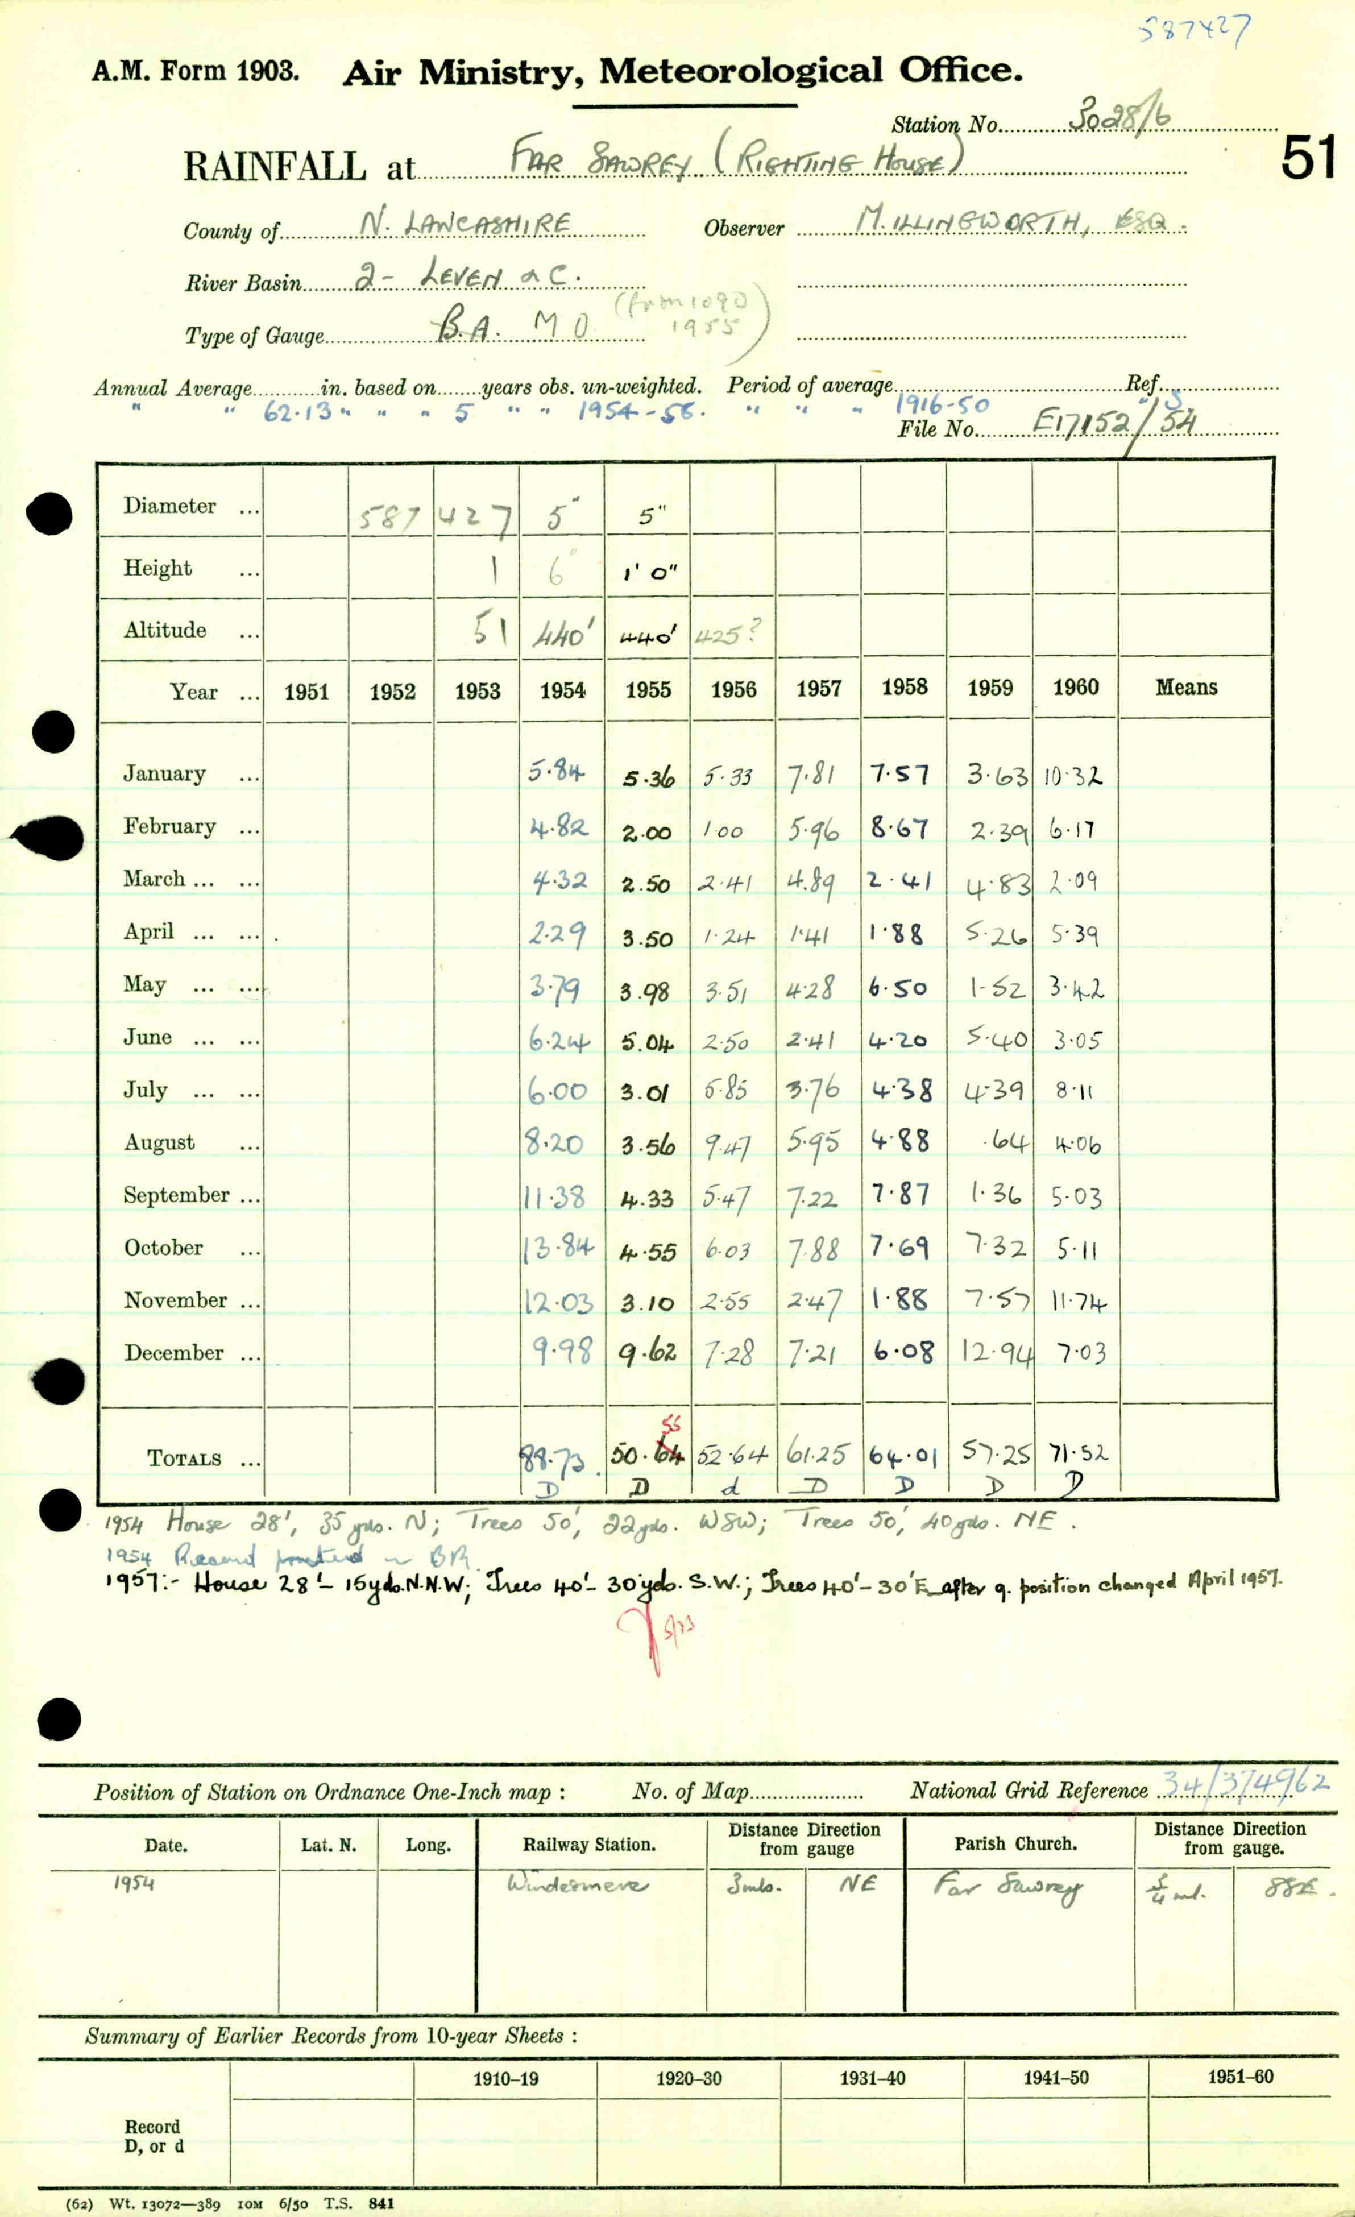 587427
A.M. Form 1903. Air Ministry, Meteorological Office.
Station No. 3028/6
51
RAINFALL at FAR SAWREY (RIGHTING HOUSE)
County of N. LANCASHIRE Observer M. ILLINGWORTH, ESQ.
River Basin 2 - LEVEN & C.
Type of Gauge B.A. M O (from 1955)
Annual Average in. based on years obs. un-weighted. Period of average Ref.
" " 62.13 " " " 5 " " 1954-58. " " " 1916-50
File No. E17152/54
Diameter ... 587 427 5" 5"
Height ... 1 6" 1' 0"
Altitude ... 51 440' 440' 425?
Year ... 1951 1952 1953 1954 1955 1956 1957 1958 1959 1960 Means
January ... 5.84 5.36 5.33 7.81 7.57 3.63 10.32
February ... 4.82 2.00 1.00 5.96 8.67 2.39 6.17
March ... ... 4.32 2.50 2.41 4.89 2.41 4.83 2.09
April ... ... 2.29 3.50 1.24 1.41 1.88 5.26 5.39
May ... ... 3.79 3.98 3.51 4.28 6.50 1.52 3.42
June ... ... 6.24 5.04 2.50 2.41 4.20 5.40 3.05
July ... ... 6.00 3.01 5.85 3.76 4.38 4.39 8.11
August ... 8.20 3.56 9.47 5.95 4.88 .64 4.06
September ... 11.38 4.33 5.47 7.22 7.87 1.36 5.03
October ... 13.84 4.55 6.03 7.88 7.69 7.32 5.11
November ... 12.03 3.10 2.55 2.47 1.88 7.57 11.74
December ... 9.98 9.62 7.28 7.21 6.08 12.94 7.03
55
TOTALS ... 88.73 50.64 52.64 61.25 64.01 57.25 71.52
D D d D D D D
1954 House 28', 35 yds. N; Trees 50', 22 yds. WSW; Trees 50', 40 yds. NE.
1954 Record printed in BR.
1957:- House 28'- 15 yds. N.N.W; Trees 40'- 30 yds. S.W.; Trees 40'- 30'E after g. position changed April 1957.
5/73
Position of Station on Ordnance One-Inch map : No. of Map National Grid Reference 34/374962
Date. Lat. N. Long. Railway Station. Distance Direction from gauge Parish Church. Distance Direction from gauge.
1954 Windermere 3 mls. NE Far Sawrey ¾ ml. SSE.
Summary of Earlier Records from 10-year Sheets :
1910–19 1920–30 1931–40 1941–50 1951–60
Record
D, or d
(62) Wt. 13072—389 10M 6/50 T.S. 841